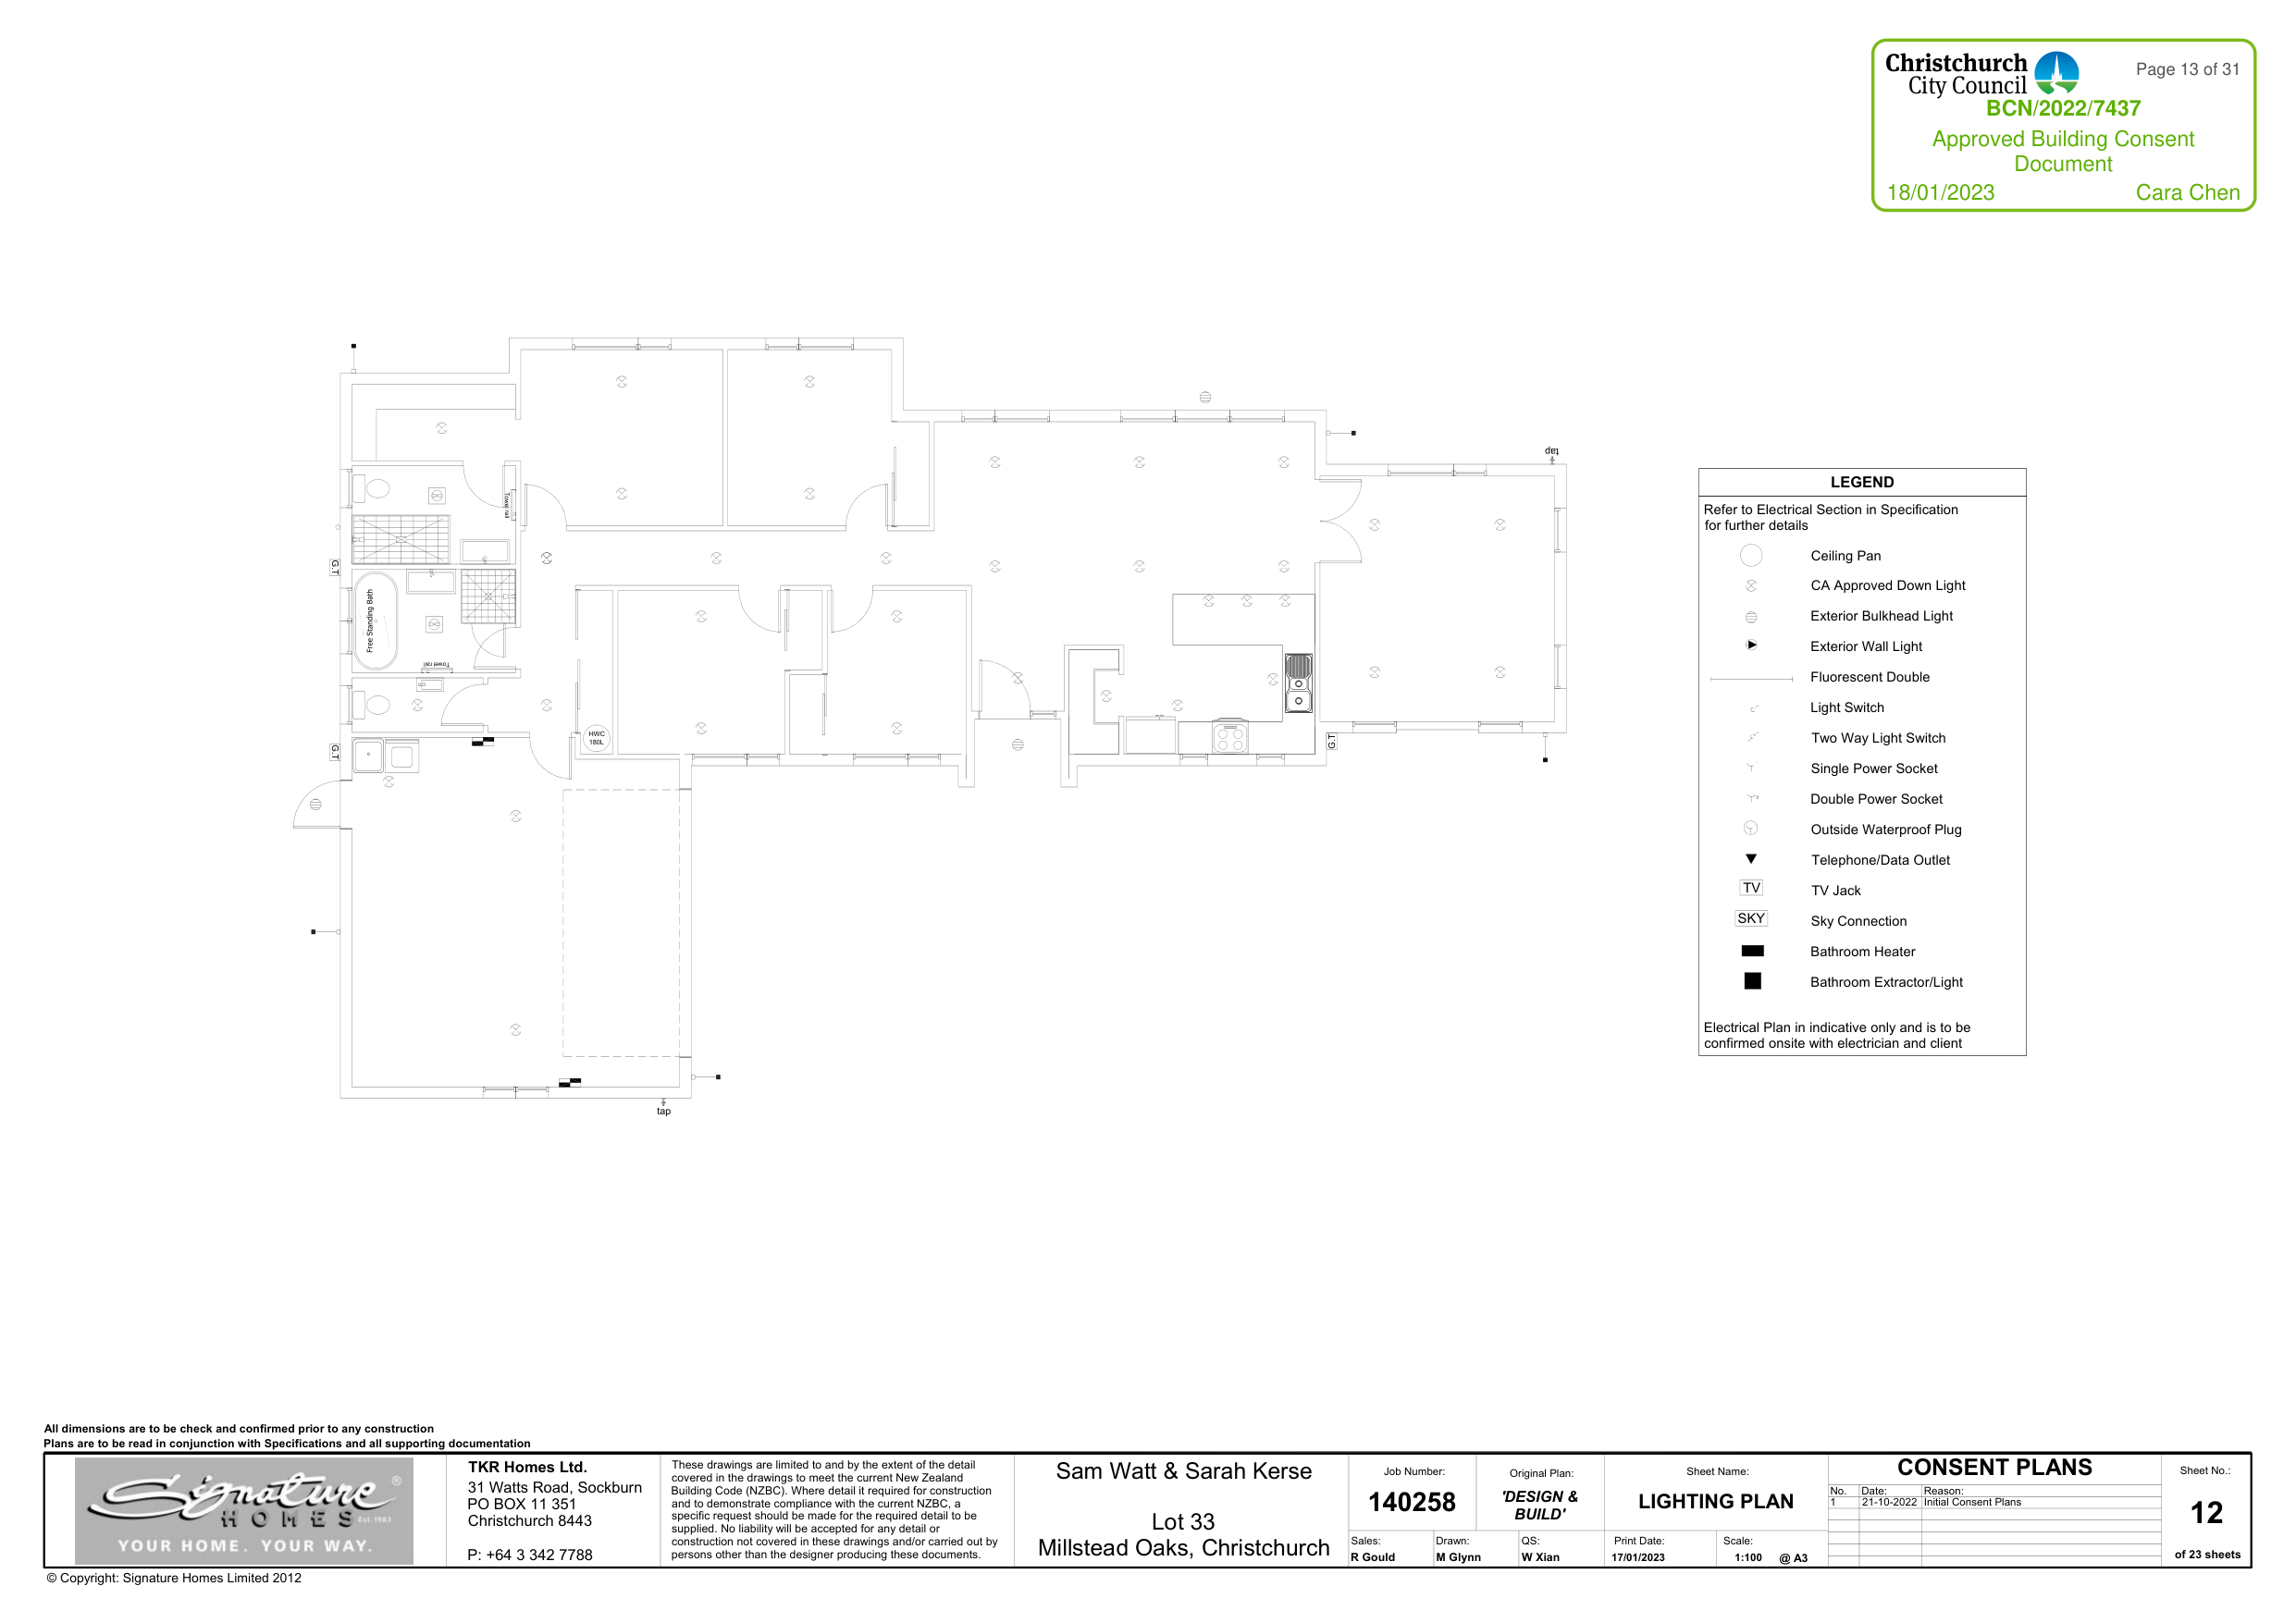 Christchurch
City Council
Page 13 of 31
BCN/2022/7437
Approved Building Consent
Document
18/01/2023 Cara Chen
tap
Towel rail
G.T
Free Standing Bath
Towel rail
HWC
180L
G.T
G.T
tap
LEGEND
Refer to Electrical Section in Specification
for further details
Ceiling Pan
CA Approved Down Light
Exterior Bulkhead Light
Exterior Wall Light
Fluorescent Double
Light Switch
Two Way Light Switch
Single Power Socket
Double Power Socket
Outside Waterproof Plug
Telephone/Data Outlet
TV TV Jack
SKY Sky Connection
Bathroom Heater
Bathroom Extractor/Light
Electrical Plan in indicative only and is to be
confirmed onsite with electrician and client
All dimensions are to be check and confirmed prior to any construction
Plans are to be read in conjunction with Specifications and all supporting documentation
Signature ®
HOMES Est. 1983
YOUR HOME. YOUR WAY.
TKR Homes Ltd.
31 Watts Road, Sockburn
PO BOX 11 351
Christchurch 8443
P: +64 3 342 7788
These drawings are limited to and by the extent of the detail
covered in the drawings to meet the current New Zealand
Building Code (NZBC). Where detail it required for construction
and to demonstrate compliance with the current NZBC, a
specific request should be made for the required detail to be
supplied. No liability will be accepted for any detail or
construction not covered in these drawings and/or carried out by
persons other than the designer producing these documents.
Sam Watt & Sarah Kerse
Lot 33
Millstead Oaks, Christchurch
Job Number:
140258
Original Plan:
'DESIGN &
BUILD'
Sales:
R Gould
Drawn:
M Glynn
QS:
W Xian
Sheet Name:
LIGHTING PLAN
Print Date:
17/01/2023
Scale:
1:100 @ A3
CONSENT PLANS
No. Date: Reason:
1 21-10-2022 Initial Consent Plans
Sheet No.:
12
of 23 sheets
© Copyright: Signature Homes Limited 2012